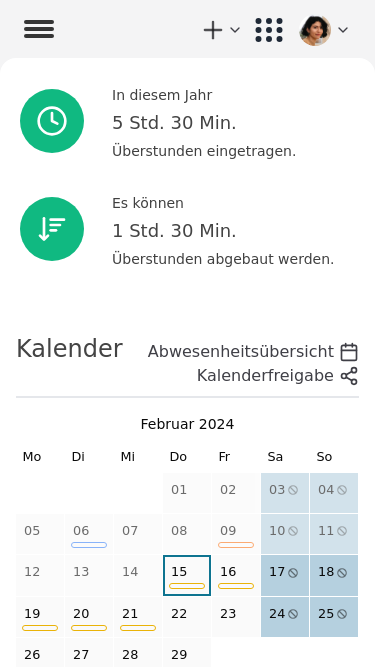 In diesem Jahr
5 Std. 30 Min.
Überstunden eingetragen.
Es können
1 Std. 30 Min.
Überstunden abgebaut werden.
Kalender
Abwesenheitsübersicht
Kalenderfreigabe
Februar 2024
Mo Di Mi Do Fr Sa So
01 02 03 04
05 06 07 08 09 10 11
12 13 14 15 16 17 18
19 20 21 22 23 24 25
26 27 28 29